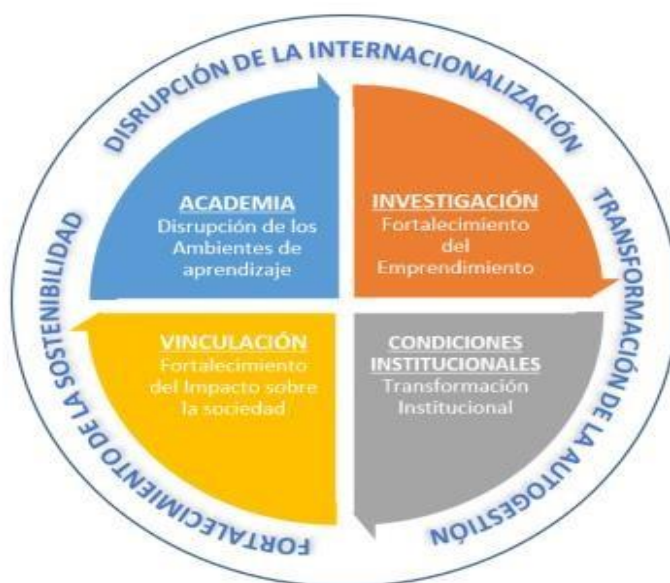 DISRUPCIÓN DE LA INTERNACIONALIZACIÓN
ACADEMIA
Disrupción de los
Ambientes de
aprendizaje
INVESTIGACIÓN
Fortalecimiento
del
Emprendimiento
VINCULACIÓN
Fortalecimiento
del Impacto sobre
la sociedad
CONDICIONES
INSTITUCIONALES
Transformación
Institucional
TRANSFORMACIÓN DE LA AUTOGESTIÓN
FORTALECIMIENTO DE LA SOSTENIBILIDAD